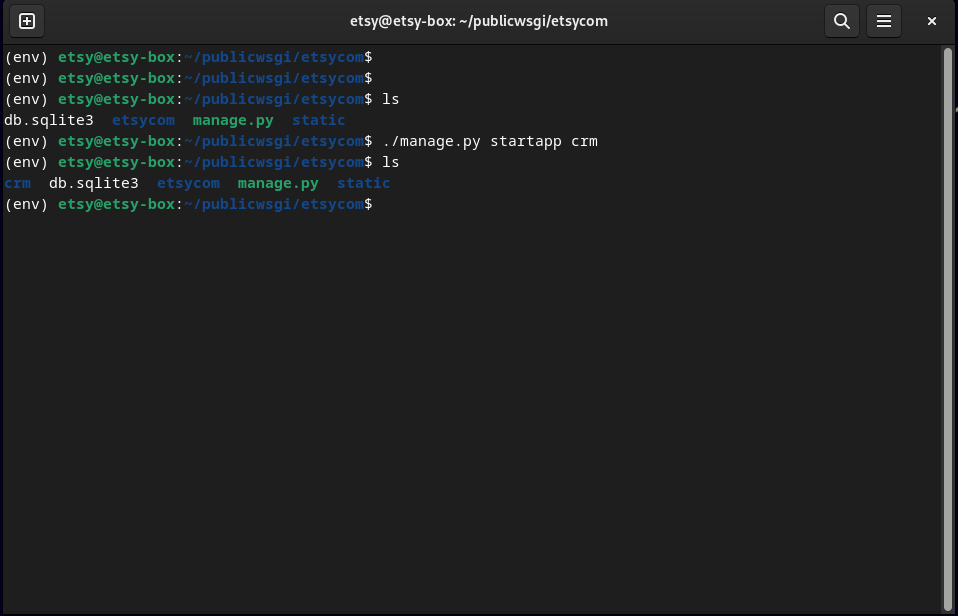 etsy@etsy-box: ~/publicwsgi/etsycom
(env) etsy@etsy-box:~/publicwsgi/etsycom$
(env) etsy@etsy-box:~/publicwsgi/etsycom$
(env) etsy@etsy-box:~/publicwsgi/etsycom$ ls
db.sqlite3  etsycom  manage.py  static
(env) etsy@etsy-box:~/publicwsgi/etsycom$ ./manage.py startapp crm
(env) etsy@etsy-box:~/publicwsgi/etsycom$ ls
crm  db.sqlite3  etsycom  manage.py  static
(env) etsy@etsy-box:~/publicwsgi/etsycom$